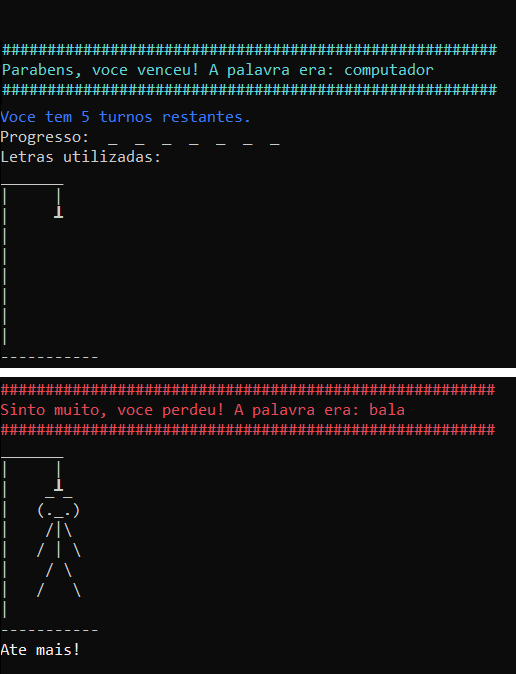 #######################################################
Parabens, voce venceu! A palavra era: computador
#######################################################
Voce tem 5 turnos restantes.
Progresso:  _  _  _  _  _  _  _
Letras utilizadas:
_______
|     |
|     ┸
|
|
|
|
|
|
-----------
#######################################################
Sinto muito, voce perdeu! A palavra era: bala
#######################################################
_______
|     |
|    _┸_
|   (._.)
|    /|\
|   / | \
|    / \
|   /   \
|
-----------
Ate mais!